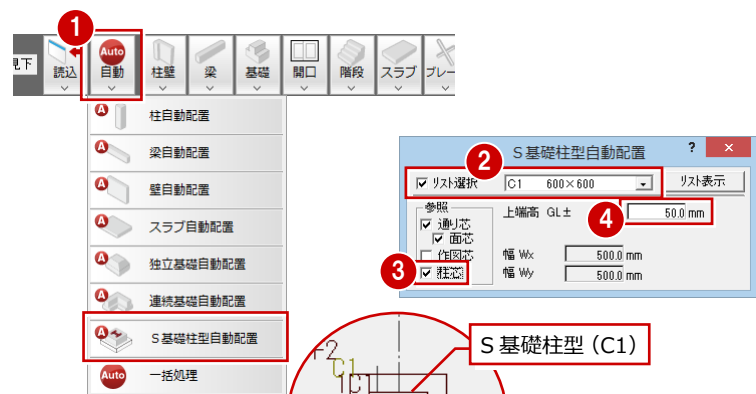 1
見下
Auto
読込 自動 柱壁 梁 基礎 開口 階段 スラブ ブレー
A 柱自動配置
A 梁自動配置
A 壁自動配置
A スラブ自動配置
A 独立基礎自動配置
A 連続基礎自動配置
A S基礎柱型自動配置
Auto 一括処理
2 S基礎柱型自動配置 ? ×
リスト選択 C1 600×600 リスト表示
参照 上端高 GL± 4 50.0 mm
通り芯
面芯
作図芯 幅 Wx 500.0 mm
3 柱芯 幅 Wy 500.0 mm
S基礎柱型（C1）
F2
C1
C1